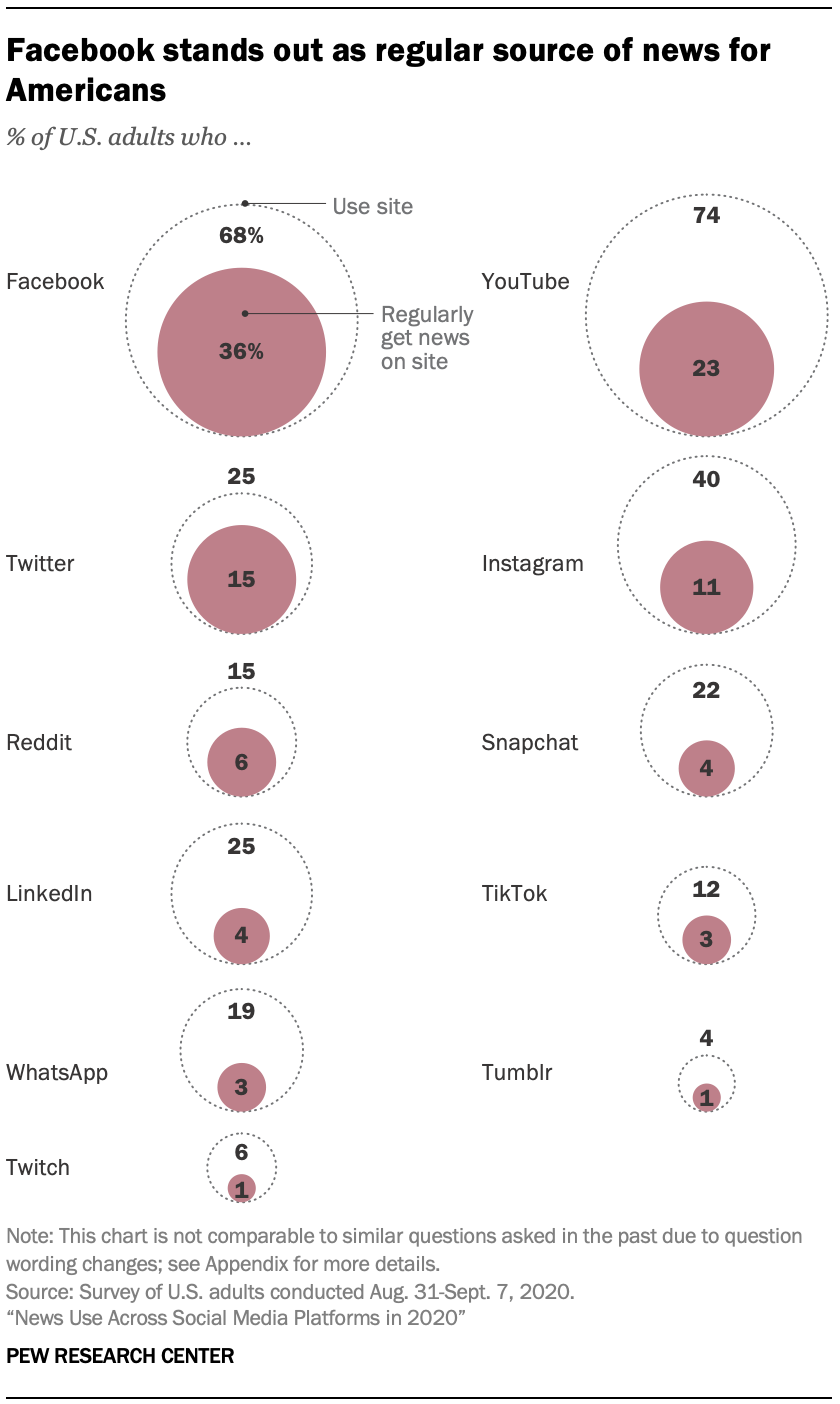 Facebook stands out as regular source of news for
Americans
% of U.S. adults who ...
Use site
68%
Facebook
36%
Regularly
get news
on site
74
YouTube
23
25
Twitter
15
40
Instagram
11
15
Reddit
6
22
Snapchat
4
25
LinkedIn
4
12
TikTok
3
19
WhatsApp
3
4
Tumblr
1
6
Twitch
1
Note: This chart is not comparable to similar questions asked in the past due to question
wording changes; see Appendix for more details.
Source: Survey of U.S. adults conducted Aug. 31-Sept. 7, 2020.
“News Use Across Social Media Platforms in 2020”
PEW RESEARCH CENTER